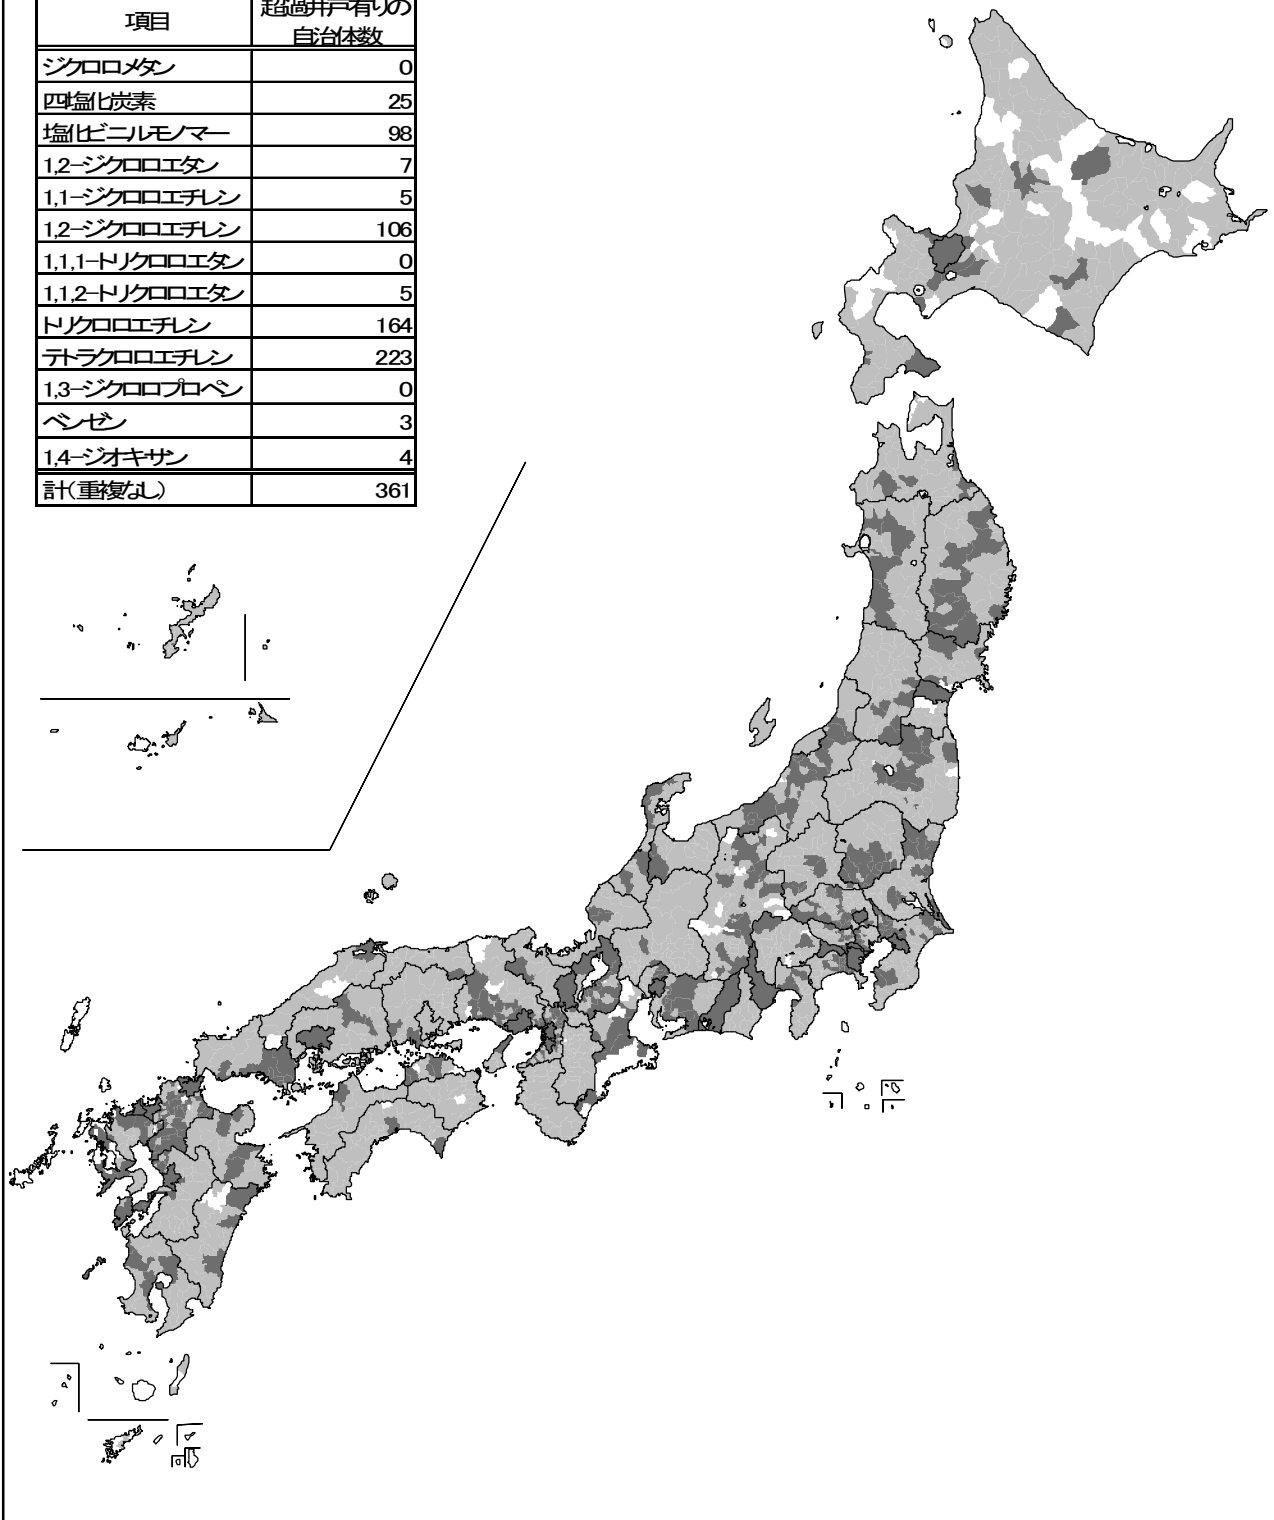 項目 超過井戸有りの
自治体数
ジクロロメタン 0
四塩化炭素 25
塩化ビニルモノマー 98
1,2-ジクロロエタン 7
1,1-ジクロロエチレン 5
1,2-ジクロロエチレン 106
1,1,1-トリクロロエタン 0
1,1,2-トリクロロエタン 5
トリクロロエチレン 164
テトラクロロエチレン 223
1,3-ジクロロプロペン 0
ベンゼン 3
1,4-ジオキサン 4
計(重複なし) 361